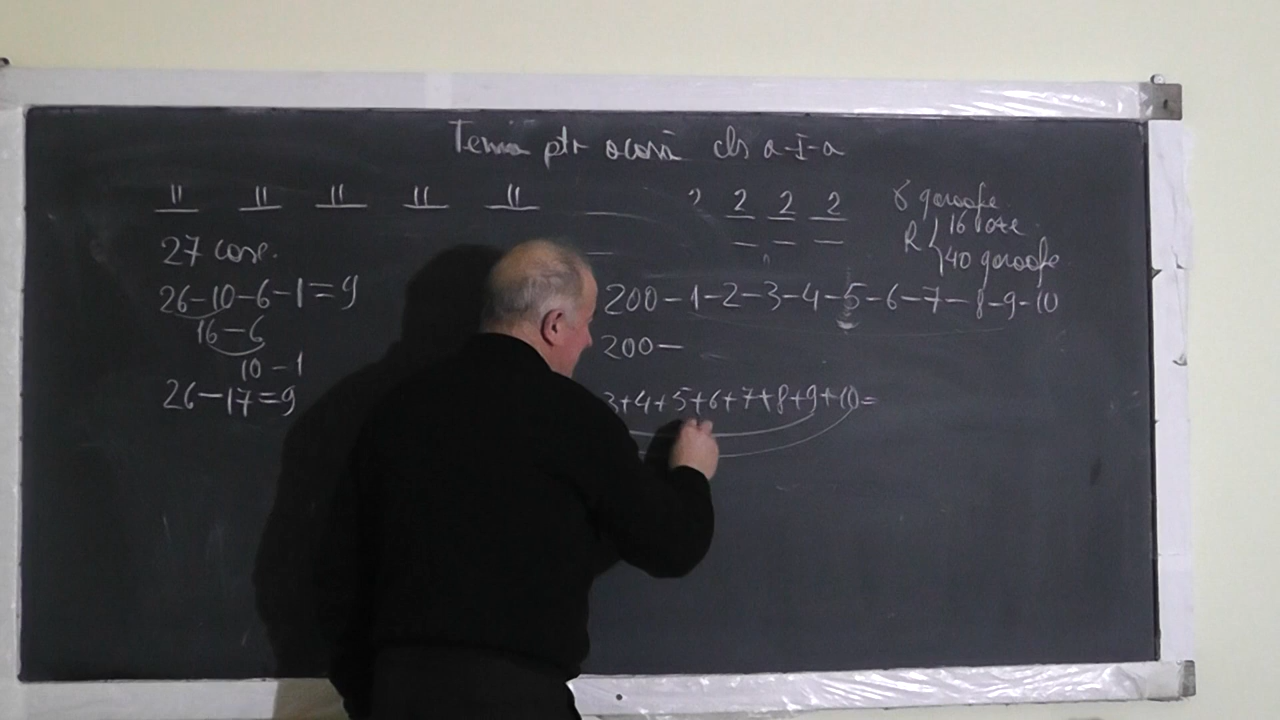 Tema ptr acasă cls a-I-a
11 11 11 11 11
2 2 2
27 case.
26-10-6-1=9
16-6
10-1
26-17=9
8 garoafe.
R 16
40 garoafe
200-1-2-3-4-5-6-7-8-9-10
200-
3+4+5+6+7+8+9+10=